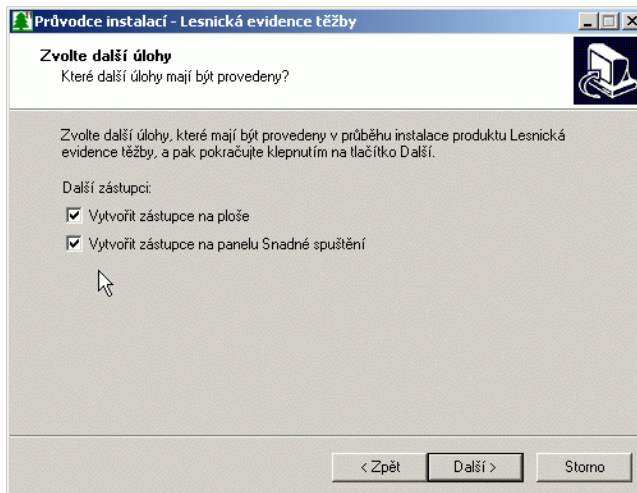 Průvodce instalací - Lesnická evidence těžby
Zvolte další úlohy
Které další úlohy mají být provedeny?
Zvolte další úlohy, které mají být provedeny v průběhu instalace produktu Lesnická
evidence těžby, a pak pokračujte klepnutím na tlačítko Další.
Další zástupci:
Vytvořit zástupce na ploše
Vytvořit zástupce na panelu Snadné spuštění
< Zpět
Další >
Storno